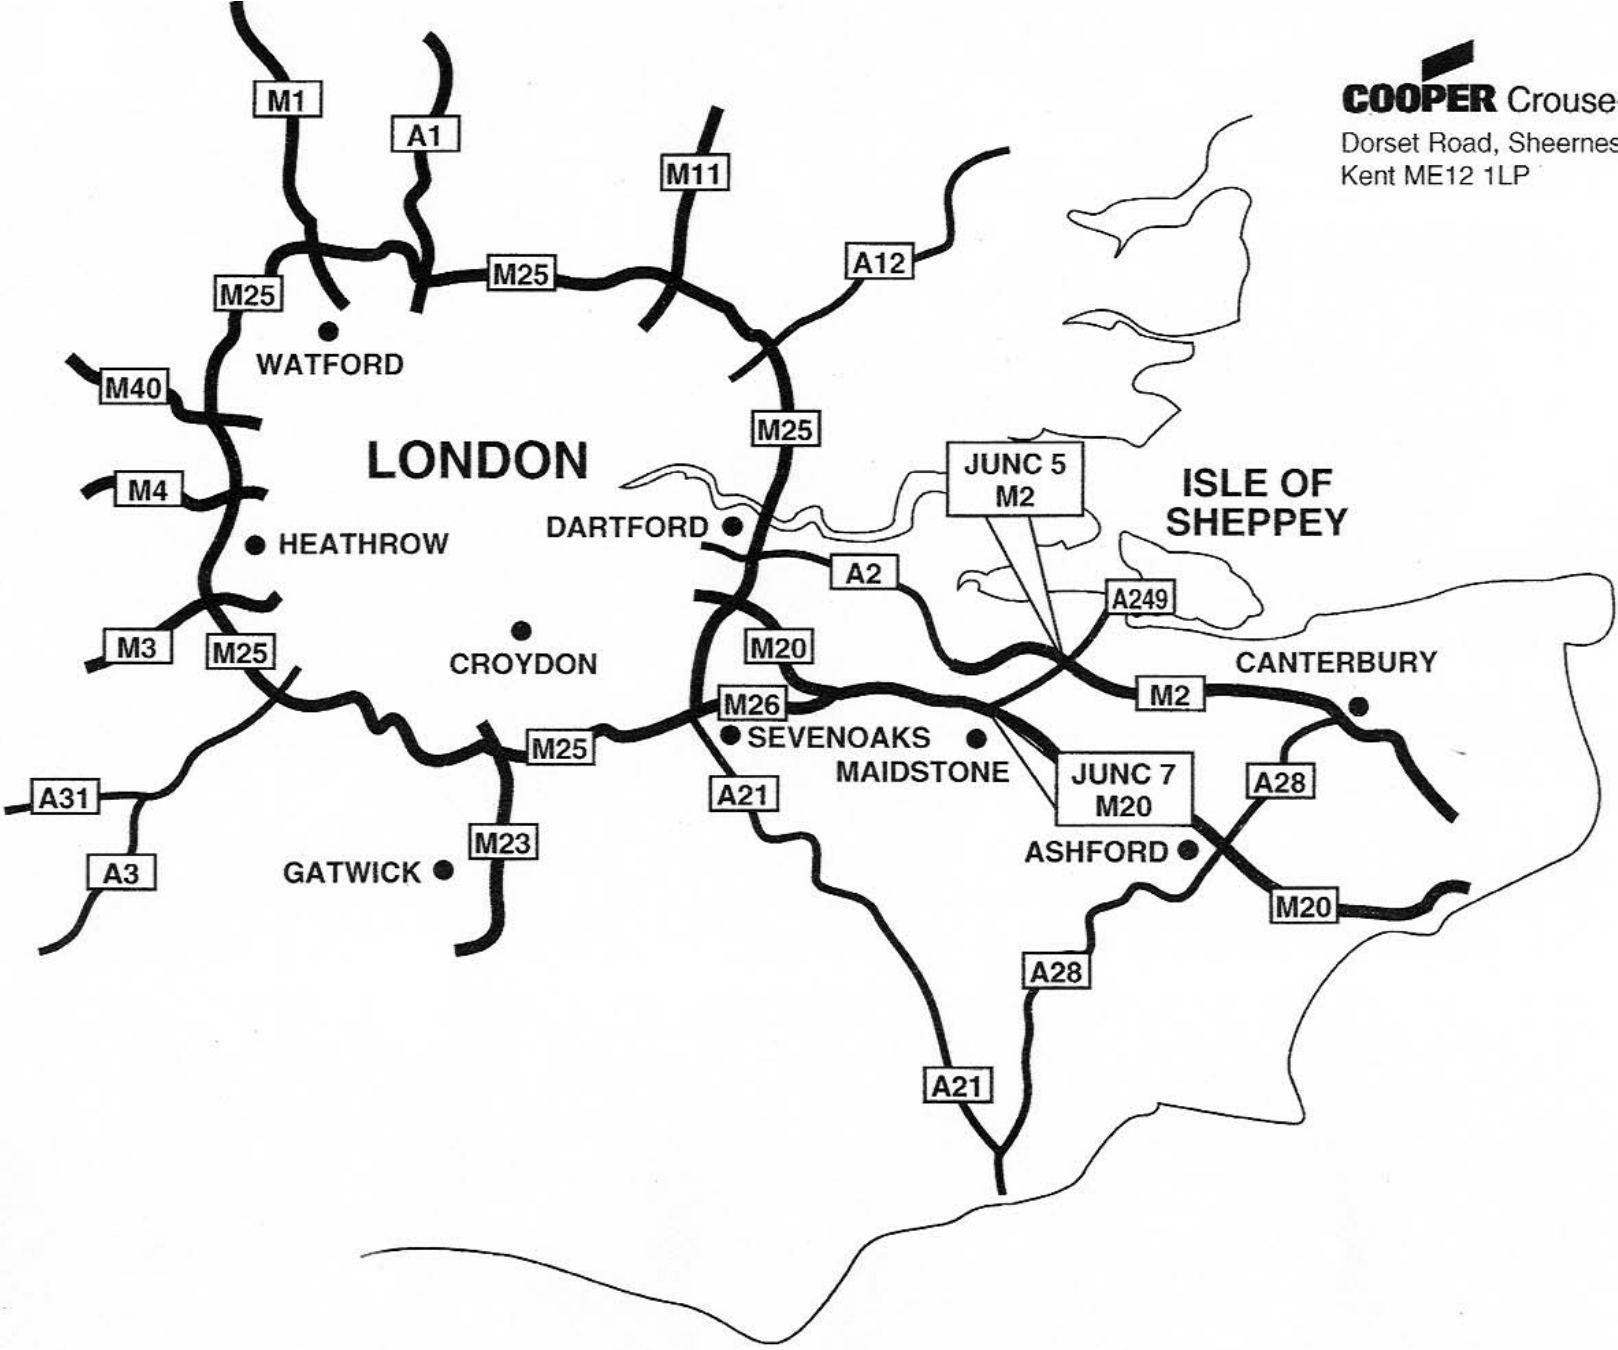 M1
A1
COOPER Crouse-
Dorset Road, Sheernes
Kent ME12 1LP
M11
A12
M25
M25
WATFORD
M40
M25
LONDON
JUNC 5
M2
ISLE OF
SHEPPEY
M4
DARTFORD
HEATHROW
A2
A249
M3
M25
CROYDON
M20
CANTERBURY
M2
M26
SEVENOAKS
M25
MAIDSTONE
JUNC 7
M20
A28
A31
A21
M23
ASHFORD
A3
GATWICK
M20
A28
A21